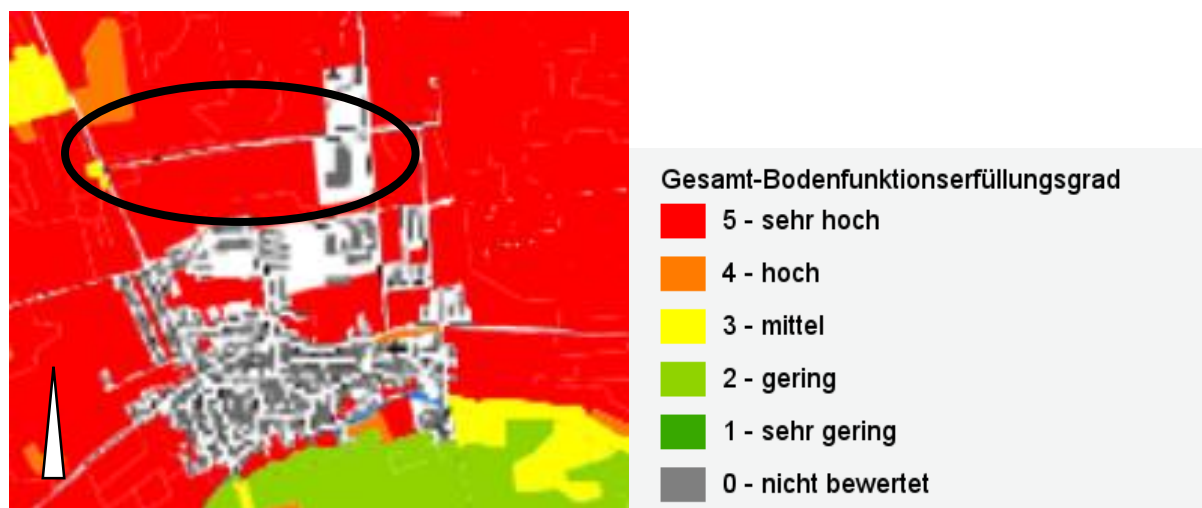 Gesamt-Bodenfunktionserfüllungsgrad
5 - sehr hoch
4 - hoch
3 - mittel
2 - gering
1 - sehr gering
0 - nicht bewertet